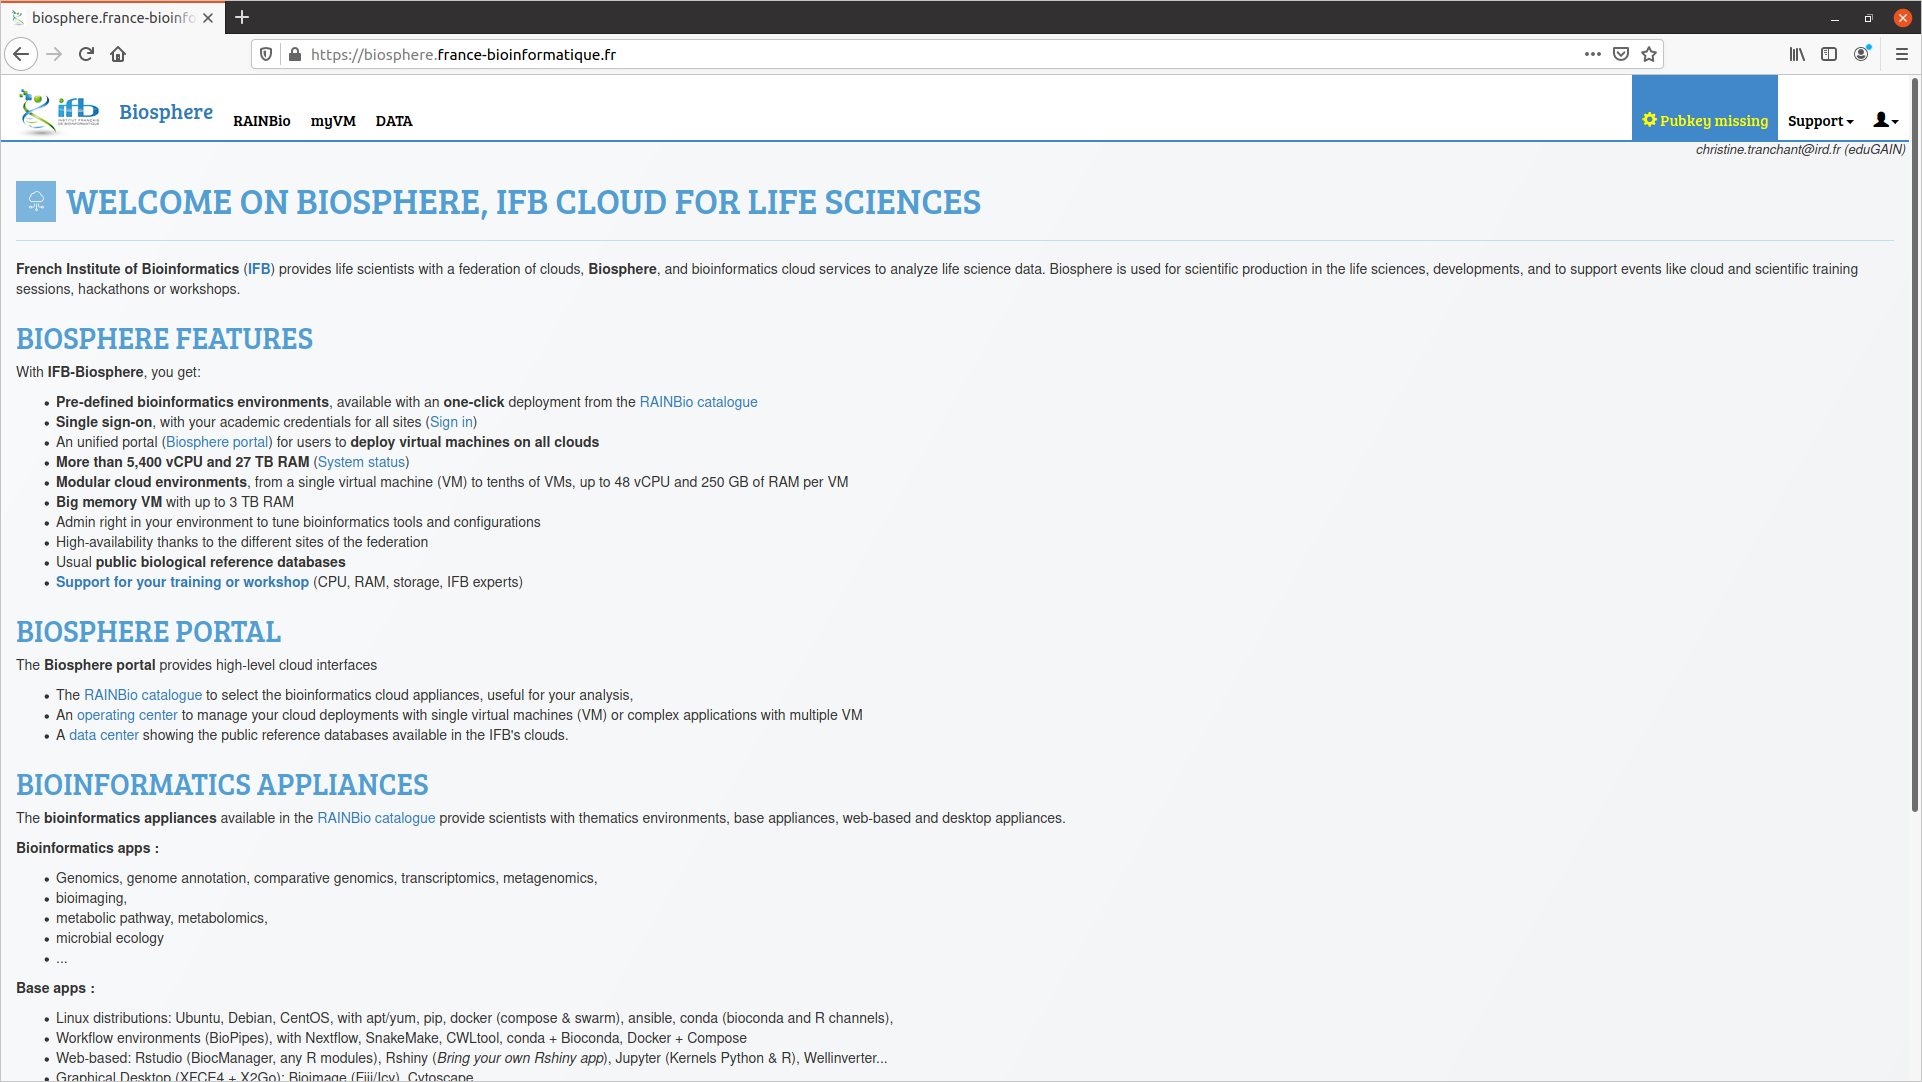 biosphere.france-bioinfo
https://biosphere.france-bioinformatique.fr
ifb
INSTITUT FRANÇAIS
DE BIOINFORMATIQUE
Biosphere RAINBio myVM DATA Pubkey missing Support
christine.tranchant@ird.fr (eduGAIN)
WELCOME ON BIOSPHERE, IFB CLOUD FOR LIFE SCIENCES
French Institute of Bioinformatics (IFB) provides life scientists with a federation of clouds, Biosphere, and bioinformatics cloud services to analyze life science data. Biosphere is used for scientific production in the life sciences, developments, and to support events like cloud and scientific training
sessions, hackathons or workshops.
BIOSPHERE FEATURES
With IFB-Biosphere, you get:
• Pre-defined bioinformatics environments, available with an one-click deployment from the RAINBio catalogue
• Single sign-on, with your academic credentials for all sites (Sign in)
• An unified portal (Biosphere portal) for users to deploy virtual machines on all clouds
• More than 5,400 vCPU and 27 TB RAM (System status)
• Modular cloud environments, from a single virtual machine (VM) to tenths of VMs, up to 48 vCPU and 250 GB of RAM per VM
• Big memory VM with up to 3 TB RAM
• Admin right in your environment to tune bioinformatics tools and configurations
• High-availability thanks to the different sites of the federation
• Usual public biological reference databases
• Support for your training or workshop (CPU, RAM, storage, IFB experts)
BIOSPHERE PORTAL
The Biosphere portal provides high-level cloud interfaces
• The RAINBio catalogue to select the bioinformatics cloud appliances, useful for your analysis,
• An operating center to manage your cloud deployments with single virtual machines (VM) or complex applications with multiple VM
• A data center showing the public reference databases available in the IFB's clouds.
BIOINFORMATICS APPLIANCES
The bioinformatics appliances available in the RAINBio catalogue provide scientists with thematics environments, base appliances, web-based and desktop appliances.
Bioinformatics apps :
• Genomics, genome annotation, comparative genomics, transcriptomics, metagenomics,
• bioimaging,
• metabolic pathway, metabolomics,
• microbial ecology
• ...
Base apps :
• Linux distributions: Ubuntu, Debian, CentOS, with apt/yum, pip, docker (compose & swarm), ansible, conda (bioconda and R channels),
• Workflow environments (BioPipes), with Nextflow, SnakeMake, CWLtool, conda + Bioconda, Docker + Compose
• Web-based: Rstudio (BiocManager, any R modules), Rshiny (Bring your own Rshiny app), Jupyter (Kernels Python & R), Wellinverter...
• Graphical Desktop (XFCE4 + X2Go): Bioimage (Fiji/Icy), Cytoscape